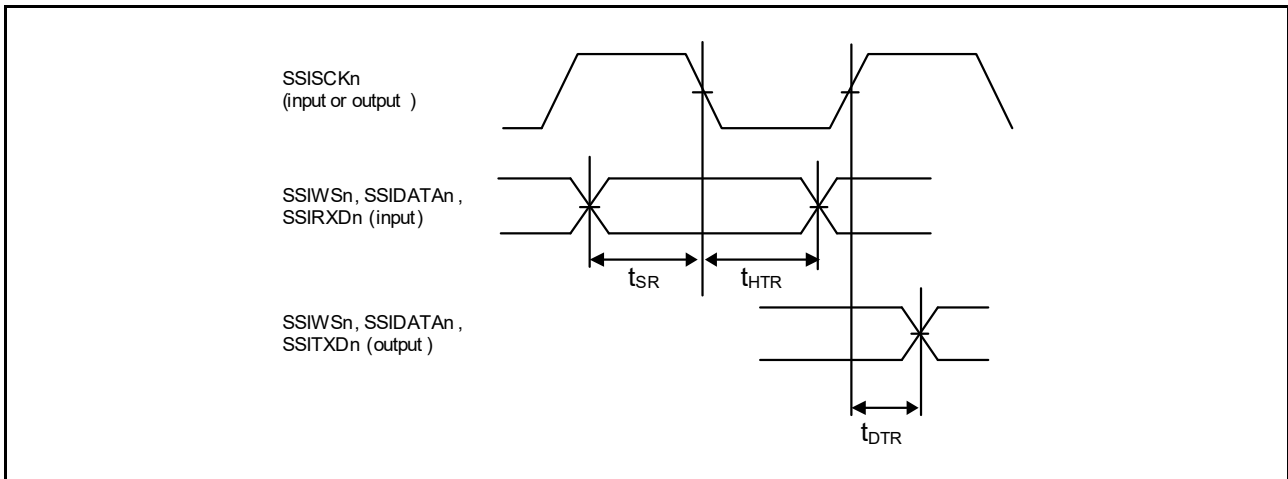 SSISCKn
(input or output )
SSIWSn, SSIDATAn ,
SSIRXDn (input)
tSR
tHTR
SSIWSn, SSIDATAn ,
SSITXDn (output )
tDTR